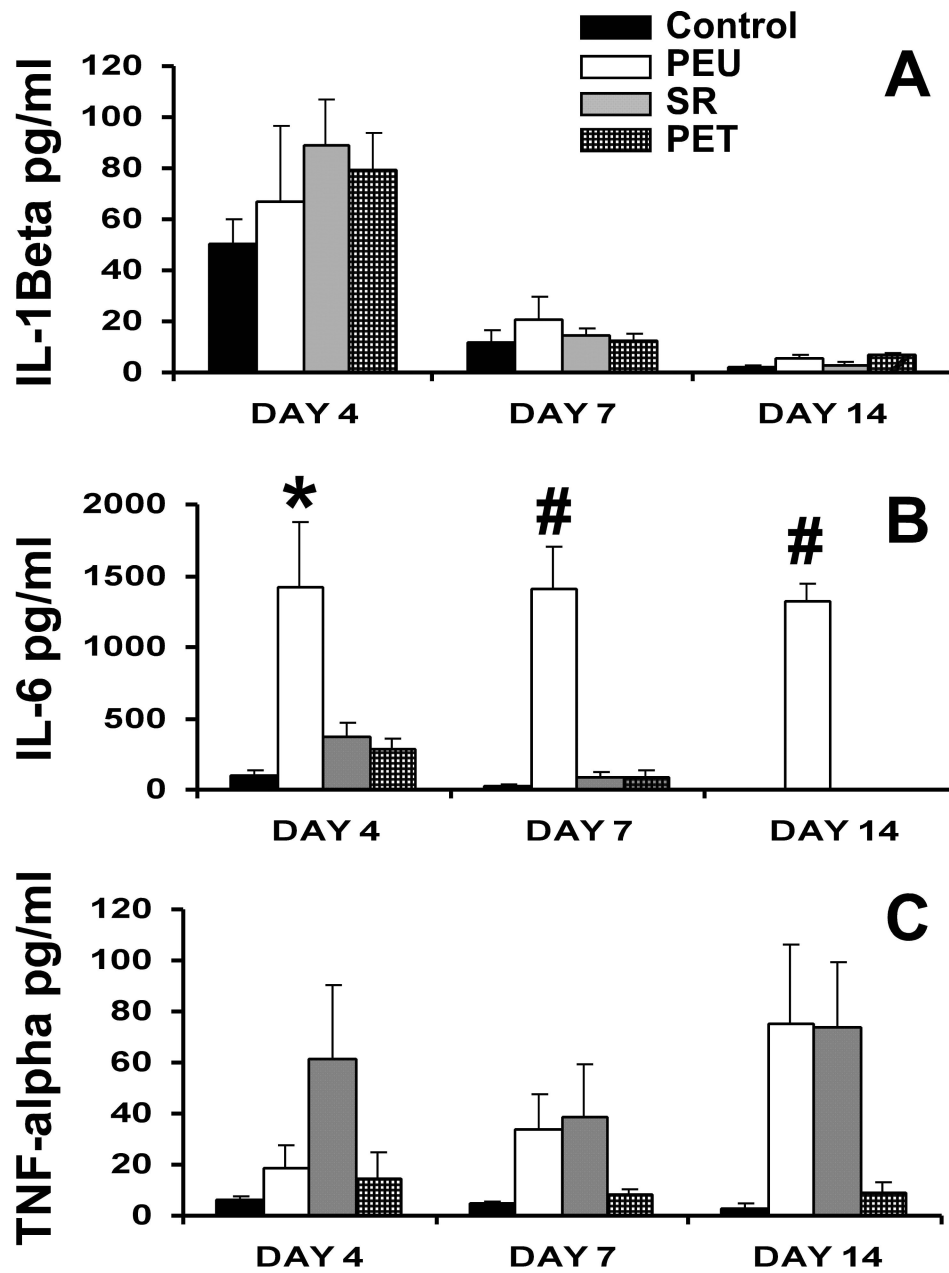 Control
PEU
SR
PET
A
IL-1Beta pg/ml
120
100
80
60
40
20
0
DAY 4 DAY 7 DAY 14
B
IL-6 pg/ml
2000
1500
1000
500
0
* # #
DAY 4 DAY 7 DAY 14
C
TNF-alpha pg/ml
120
100
80
60
40
20
0
DAY 4 DAY 7 DAY 14